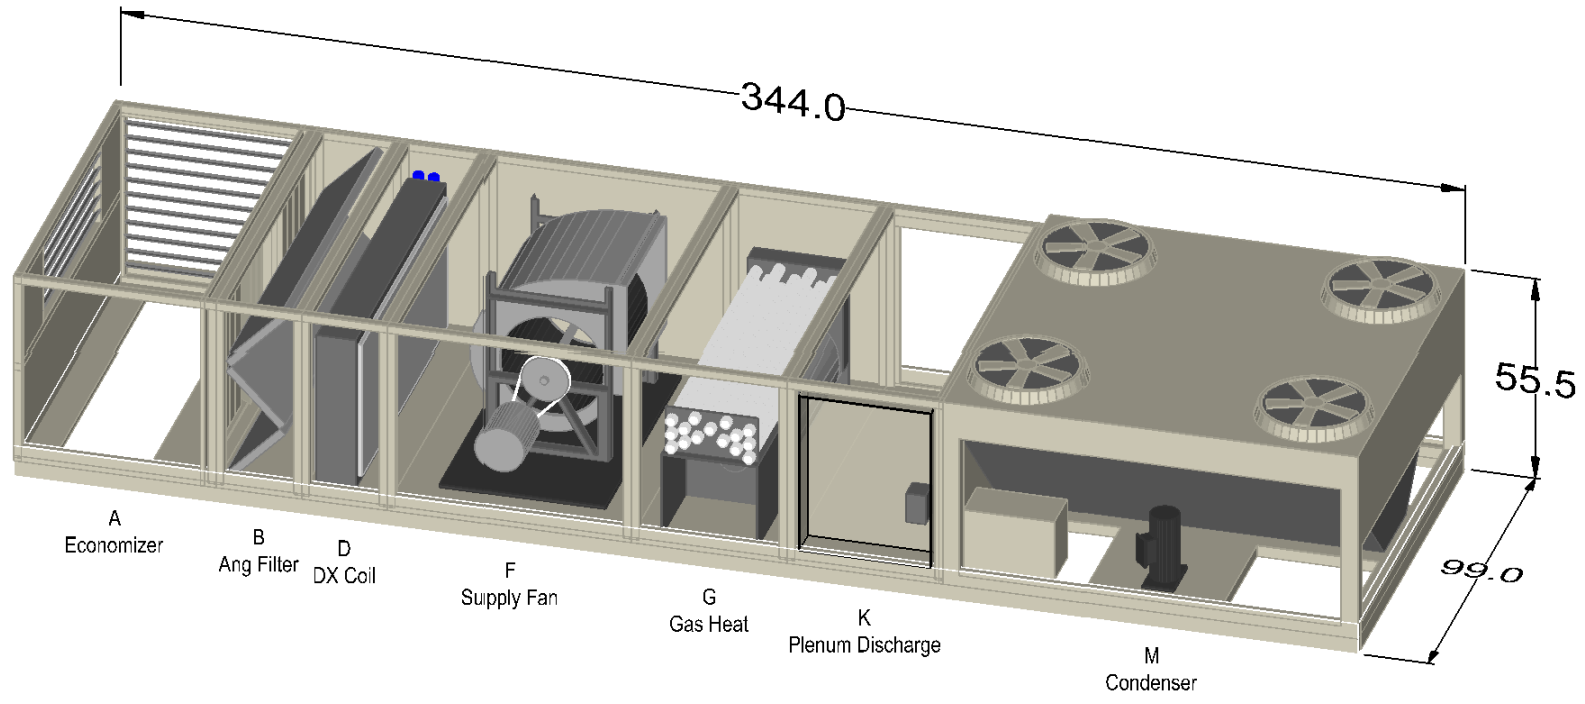 344.0
55.5
99.0
A
Economizer
B
Ang Filter
D
DX Coil
F
Supply Fan
G
Gas Heat
K
Plenum Discharge
M
Condenser